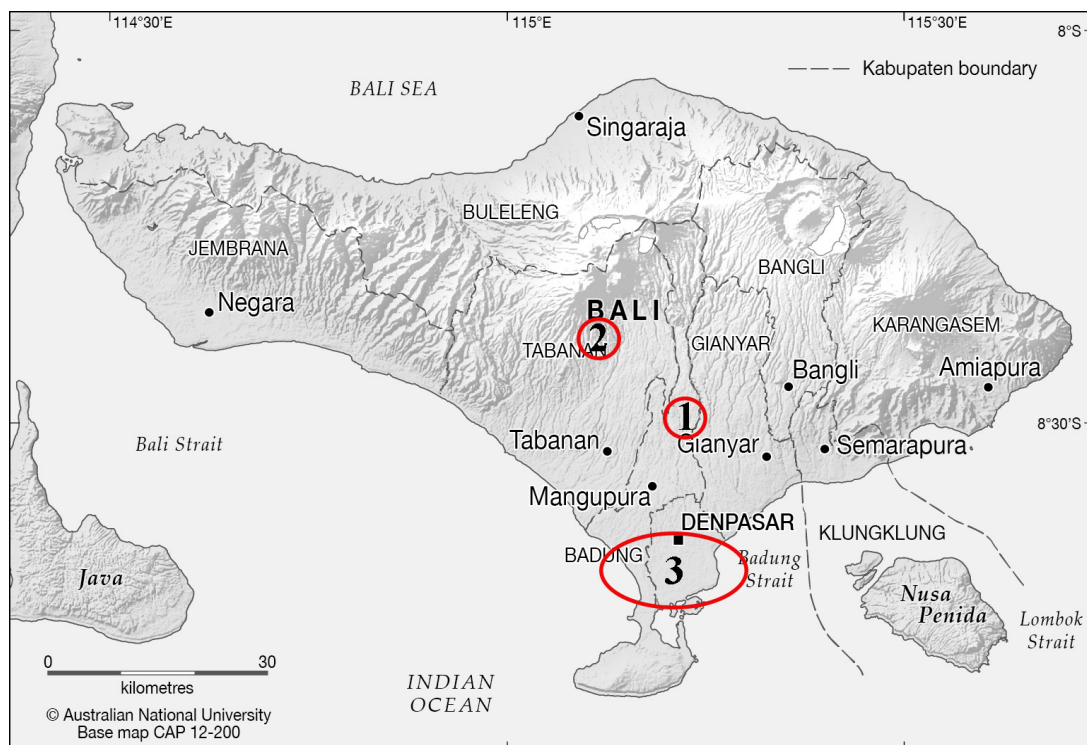 114°30'E
115°E
115°30'E
8°S
Kabupaten boundary
BALI SEA
Singaraja
BULELENG
JEMBRANA
BANGLI
Negara
BALI
KARANGASEM
2
TABANAN
GIANYAR
Bangli
Amiapura
1
8°30'S
Bali Strait
Tabanan
Gianyar
Semarapura
Mangupura
DENPASAR
KLUNGKLUNG
BADUNG
3
Badung
Strait
Java
Nusa
Penida
Lombok
Strait
0 30
kilometres
INDIAN
OCEAN
© Australian National University
Base map CAP 12-200